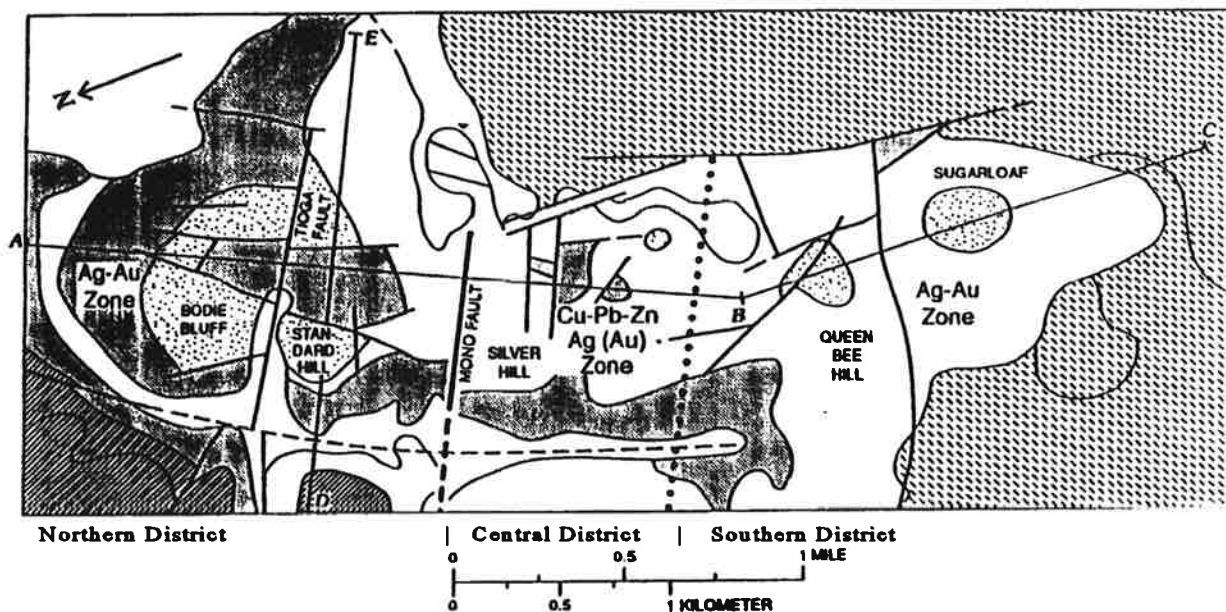 E
N
C
SUGARLOAF
TIOGA
FAULT
A
Ag-Au
Zone
BODIE
BLUFF
STAN-
DARD
HILL
MONO FAULT
SILVER
HILL
Cu-Pb-Zn
Ag (Au)
Zone
B
QUEEN
BEE
HILL
Ag-Au
Zone
D
Northern District | Central District | Southern District
0 0.5 1 MILE
0 0.5 1 KILOMETER